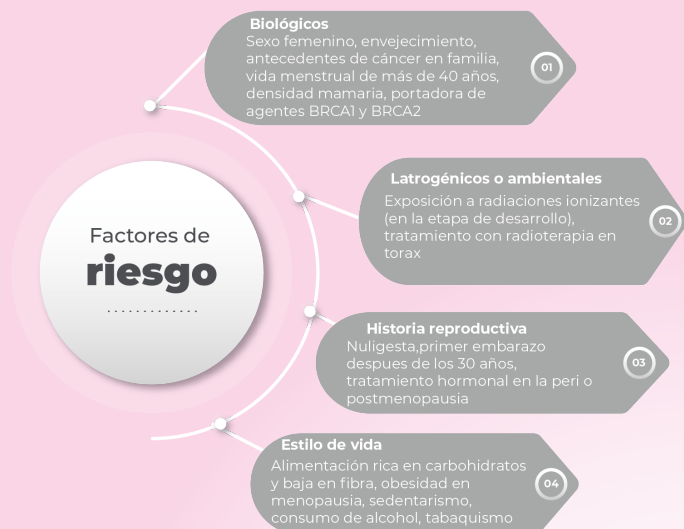 Factores de
riesgo
Biológicos
Sexo femenino, envejecimiento,
antecedentes de cáncer en familia,
vida menstrual de más de 40 años,
densidad mamaria, portadora de
agentes BRCA1 y BRCA2
01
Latrogénicos o ambientales
Exposición a radiaciones ionizantes
(en la etapa de desarrollo),
tratamiento con radioterapia en
torax
02
Historia reproductiva
Nuligesta,primer embarazo
despues de los 30 años,
tratamiento hormonal en la peri o
postmenopausia
03
Estilo de vida
Alimentación rica en carbohidratos
y baja en fibra, obesidad en
menopausia, sedentarismo,
consumo de alcohol, tabaquismo
04